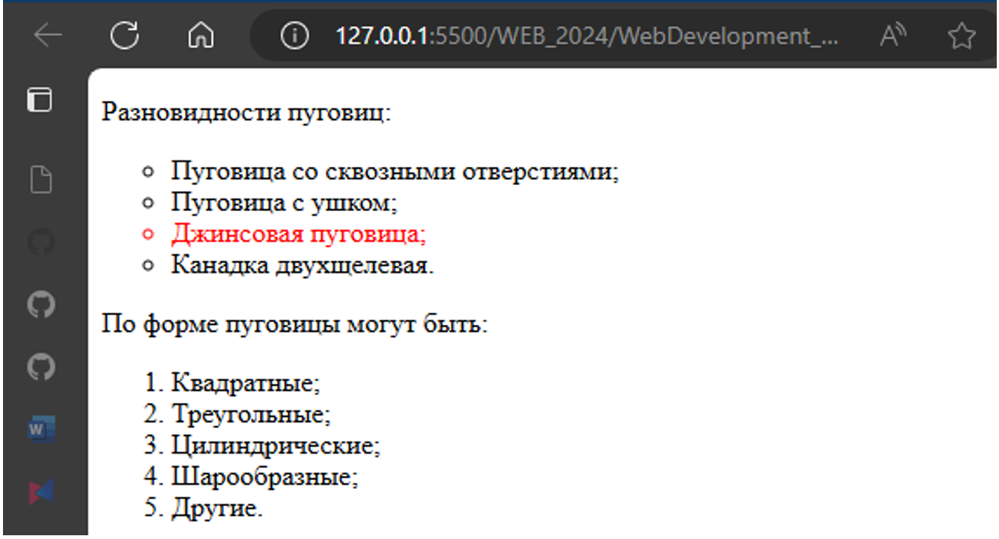 127.0.0.1:5500/WEB_2024/WebDevelopment_...
Разновидности пуговиц:
Пуговица со сквозными отверстиями;
Пуговица с ушком;
Джинсовая пуговица;
Канадка двухщелевая.
По форме пуговицы могут быть:
1. Квадратные;
2. Треугольные;
3. Цилиндрические;
4. Шарообразные;
5. Другие.